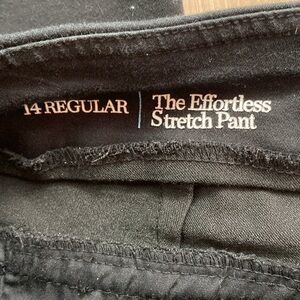 14 REGULAR
The Effortless
Stretch Pant